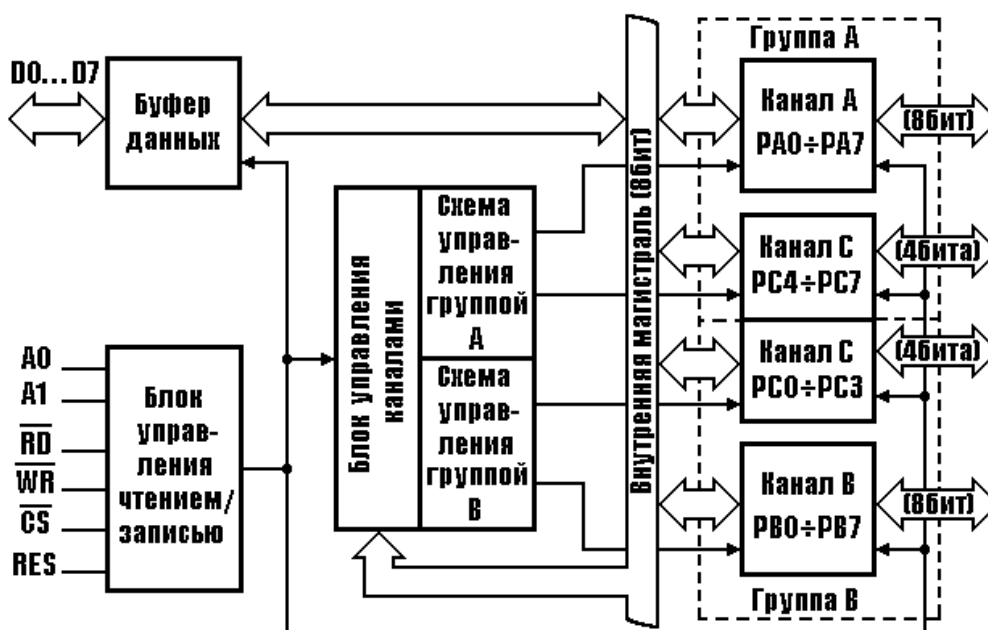 Группа A
D0...D7
Буфер
данных
Канал A
PA0÷PA7
(8бит)
Схема
управ-
ления
группой
A
Канал C
PC4÷PC7
(4бита)
Блок управления
каналами
Внутренняя магистраль (8бит)
A0
A1
RD
WR
CS
RES
Блок
управ-
ления
чтением/
записью
Схема
управ-
ления
группой
B
Канал C
PC0÷PC3
(4бита)
Канал B
PB0÷PB7
(8бит)
Группа B